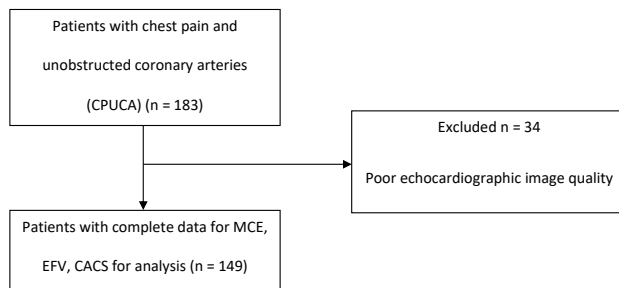 Patients with chest pain and
unobstructed coronary arteries
(CPUCA) (n = 183)
Excluded n = 34
Poor echocardiographic image quality
Patients with complete data for MCE,
EFV, CACS for analysis (n = 149)